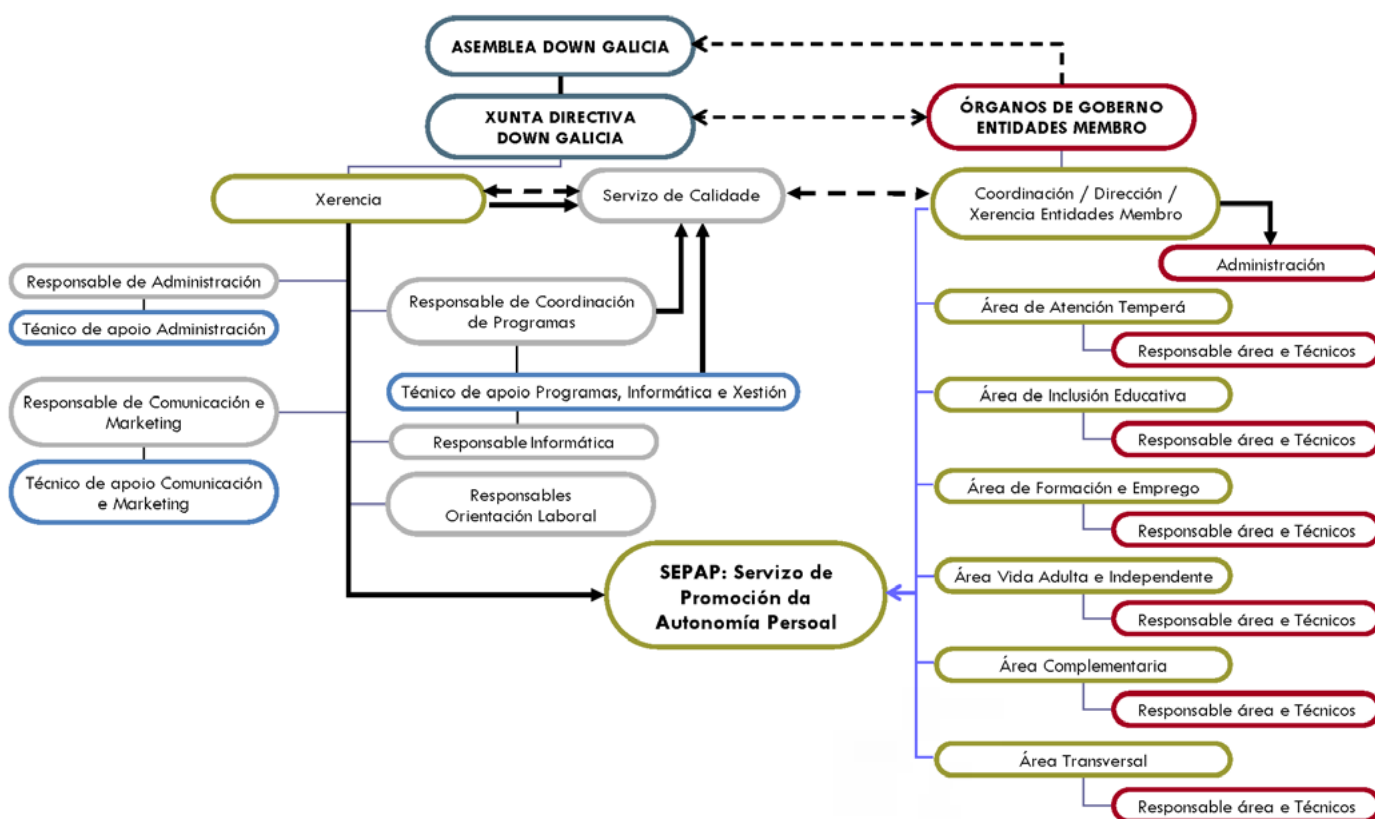 ASEMBLEA DOWN GALICIA
XUNTA DIRECTIVA
DOWN GALICIA
ÓRGANOS DE GOBERNO
ENTIDADES MEMBRO
Xerencia
Servizo de Calidade
Coordinación / Dirección /
Xerencia Entidades Membro
Administración
Responsable de Administración
Técnico de apoio Administración
Responsable de Comunicación e
Marketing
Técnico de apoio Comunicación
e Marketing
Responsable de Coordinación
de Programas
Técnico de apoio Programas, Informática e Xestión
Responsable Informática
Responsables
Orientación Laboral
SEPAP: Servizo de
Promoción da
Autonomía Persoal
Área de Atención Temperá
Responsable área e Técnicos
Área de Inclusión Educativa
Responsable área e Técnicos
Área de Formación e Emprego
Responsable área e Técnicos
Área Vida Adulta e Independente
Responsable área e Técnicos
Área Complementaria
Responsable área e Técnicos
Área Transversal
Responsable área e Técnicos